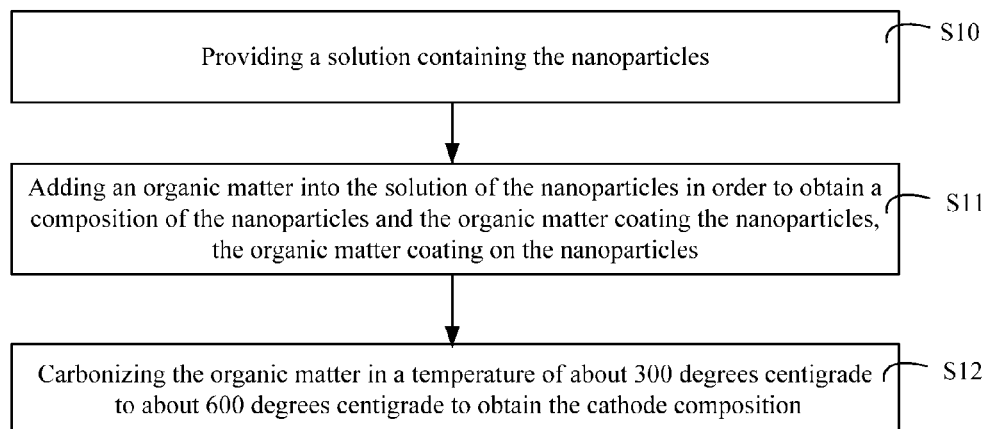 Providing a solution containing the nanoparticles
S10
Adding an organic matter into the solution of the nanoparticles in order to obtain a
composition of the nanoparticles and the organic matter coating the nanoparticles,
the organic matter coating on the nanoparticles
S11
Carbonizing the organic matter in a temperature of about 300 degrees centigrade
to about 600 degrees centigrade to obtain the cathode composition
S12